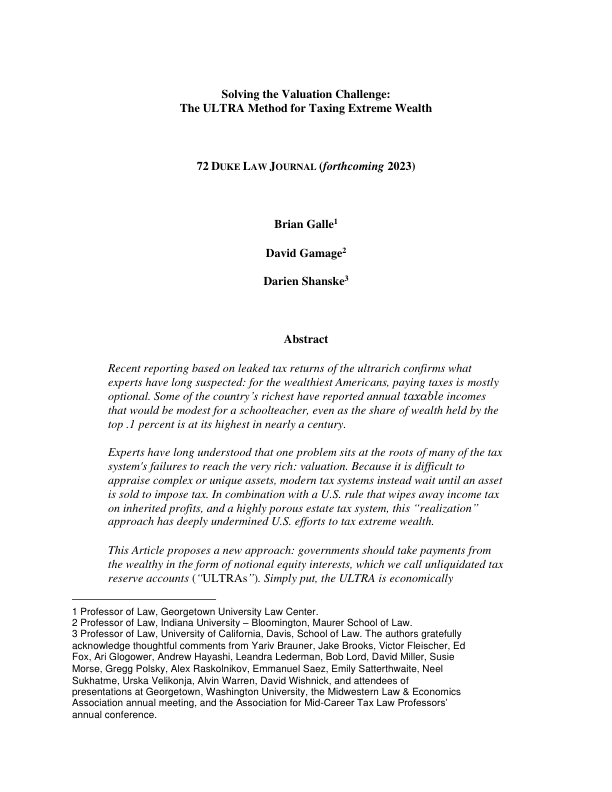 Solving the Valuation Challenge:
The ULTRA Method for Taxing Extreme Wealth
72 DUKE LAW JOURNAL (forthcoming 2023)
Brian Galle1
David Gamage2
Darien Shanske3
Abstract
Recent reporting based on leaked tax returns of the ultrarich confirms what
experts have long suspected: for the wealthiest Americans, paying taxes is mostly
optional. Some of the country’s richest have reported annual taxable incomes
that would be modest for a schoolteacher, even as the share of wealth held by the
top .1 percent is at its highest in nearly a century.
Experts have long understood that one problem sits at the roots of many of the tax
system’s failures to reach the very rich: valuation. Because it is difficult to
appraise complex or unique assets, modern tax systems instead wait until an asset
is sold to impose tax. In combination with a U.S. rule that wipes away income tax
on inherited profits, and a highly porous estate tax system, this “realization”
approach has deeply undermined U.S. efforts to tax extreme wealth.
This Article proposes a new approach: governments should take payments from
the wealthy in the form of notional equity interests, which we call unliquidated tax
reserve accounts (“ULTRAs”). Simply put, the ULTRA is economically
1 Professor of Law, Georgetown University Law Center.
2 Professor of Law, Indiana University – Bloomington, Maurer School of Law.
3 Professor of Law, University of California, Davis, School of Law. The authors gratefully
acknowledge thoughtful comments from Yariv Brauner, Jake Brooks, Victor Fleischer, Ed
Fox, Ari Glogower, Andrew Hayashi, Leandra Lederman, Bob Lord, David Miller, Susie
Morse, Gregg Polsky, Alex Raskolnikov, Emmanuel Saez, Emily Satterthwaite, Neel
Sukhatme, Urska Velikonja, Alvin Warren, David Wishnick, and attendees of
presentations at Georgetown, Washington University, the Midwestern Law & Economics
Association annual meeting, and the Association for Mid-Career Tax Law Professors’
annual conference.